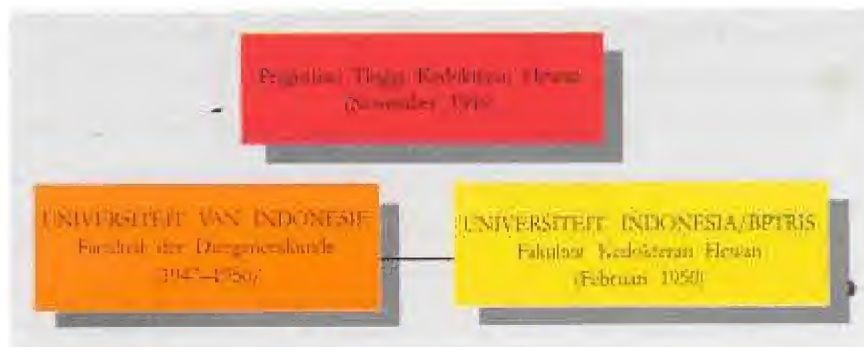 Perguruan Tinggi Kedokteran Hewan
(November 1946)
UNIVERSITEIT VAN INDONESIE
Faculteit der Diergeneeskunde
(1947–1950)
UNIVERSITEIT INDONESIA/BPTRIS
Fakultas Kedokteran Hewan
(Februari 1950)